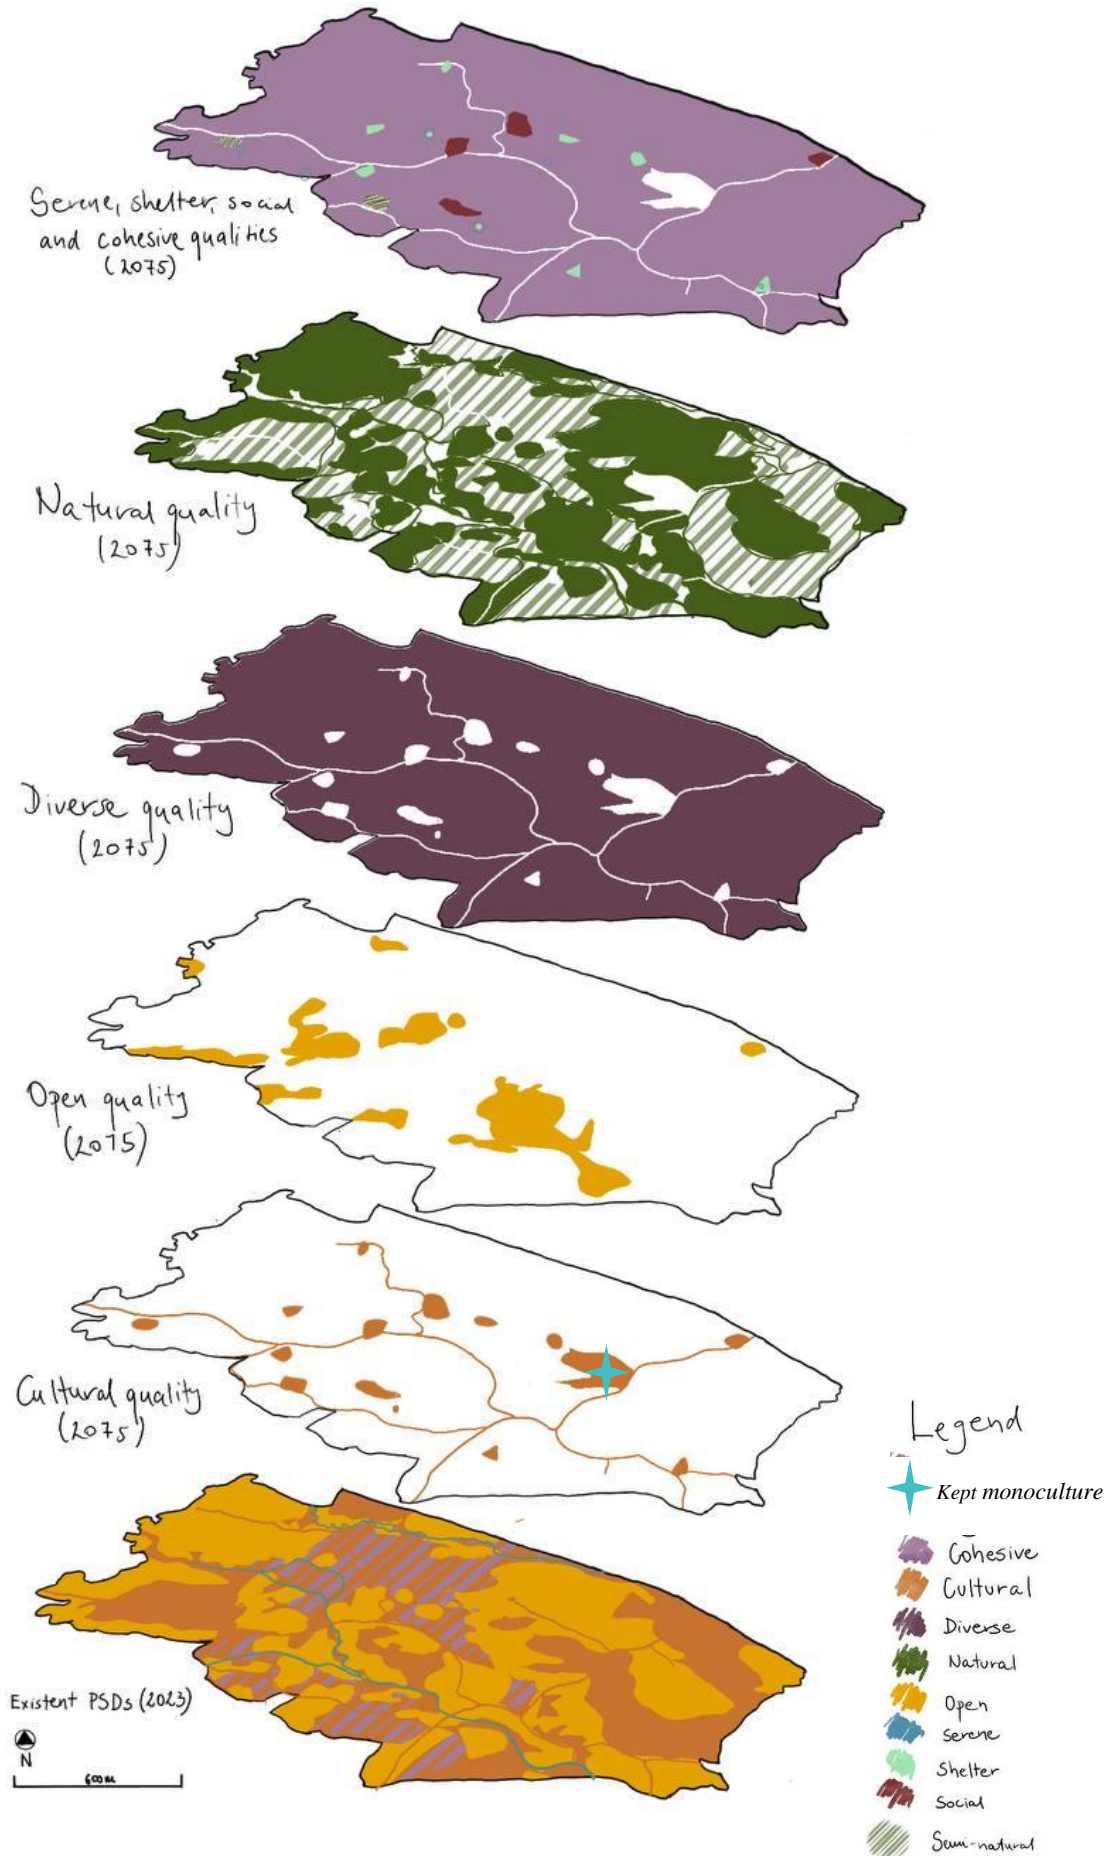 Serene, shelter, social
and cohesive qualities
(2075)
Natural quality
(2075)
Diverse quality
(2075)
Open quality
(2075)
Cultural quality
(2075)
Existent PSDs (2023)
N
600m
Legend
Kept monoculture
Cohesive
Cultural
Diverse
Natural
Open
Serene
Shelter
Social
Semi-natural